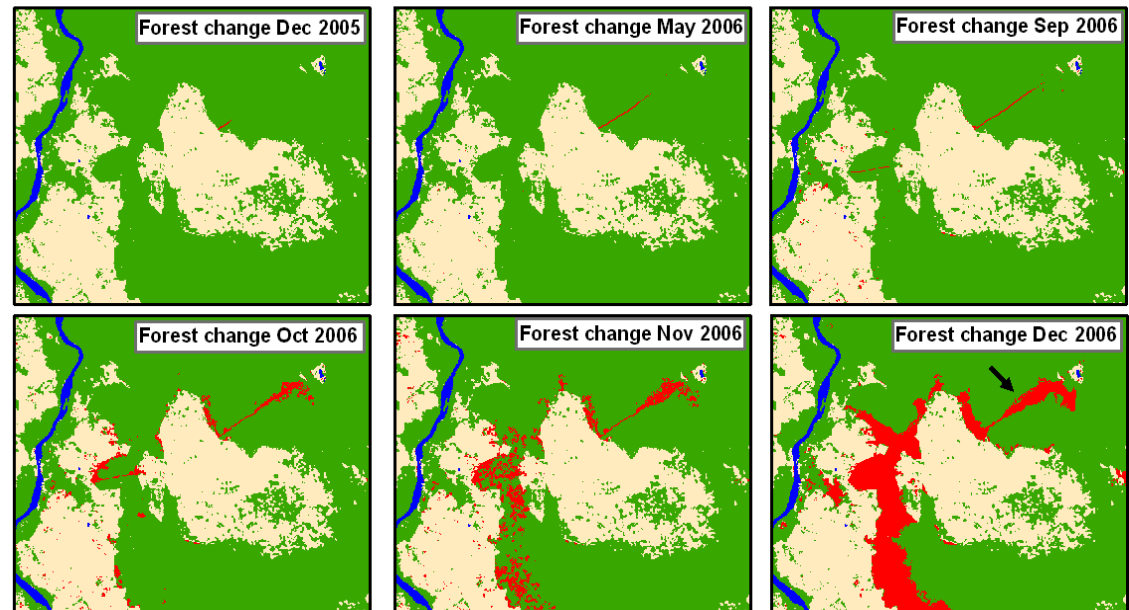 Forest change Dec 2005
Forest change May 2006
Forest change Sep 2006
Forest change Oct 2006
Forest change Nov 2006
Forest change Dec 2006